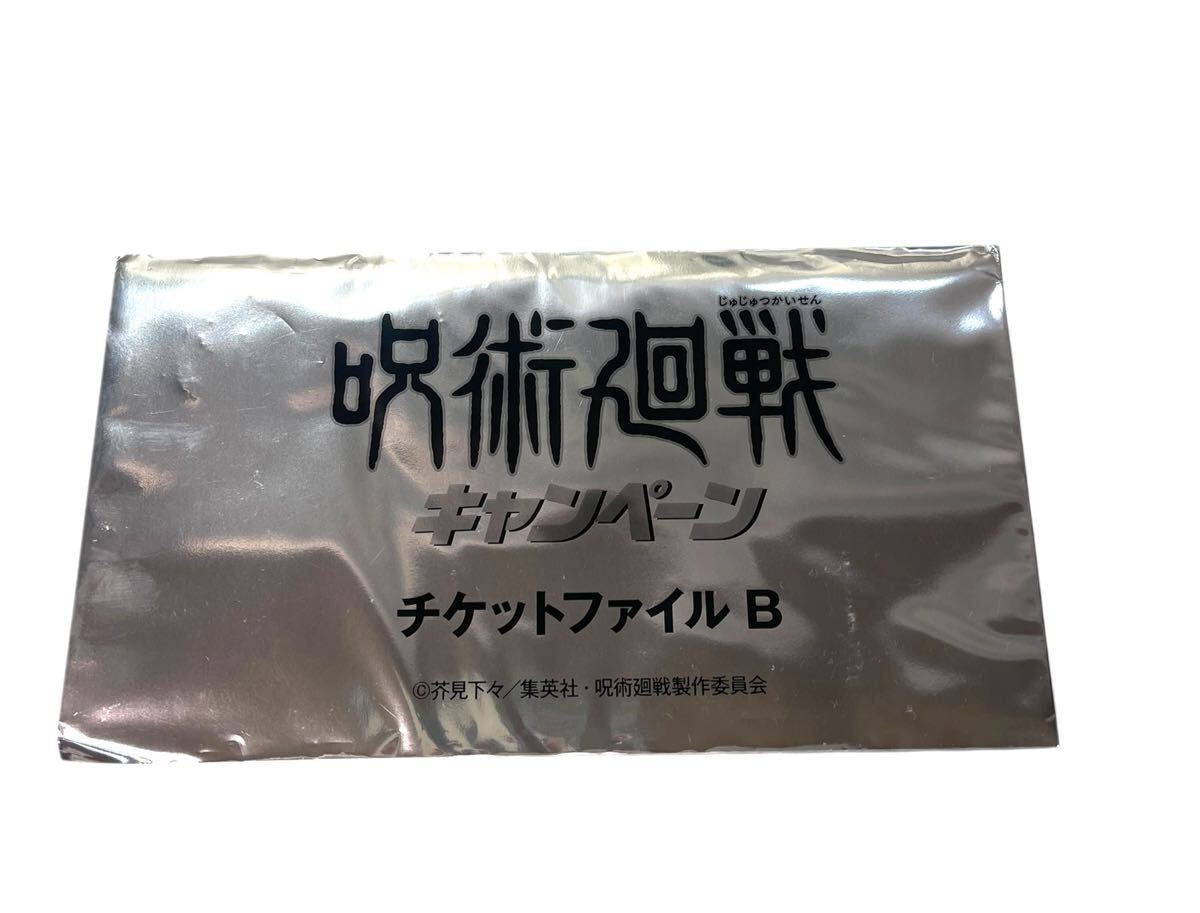 じゅじゅつかいせん
呪術廻戦
キャンペーン
チケットファイル B
©芥見下々／集英社・呪術廻戦製作委員会